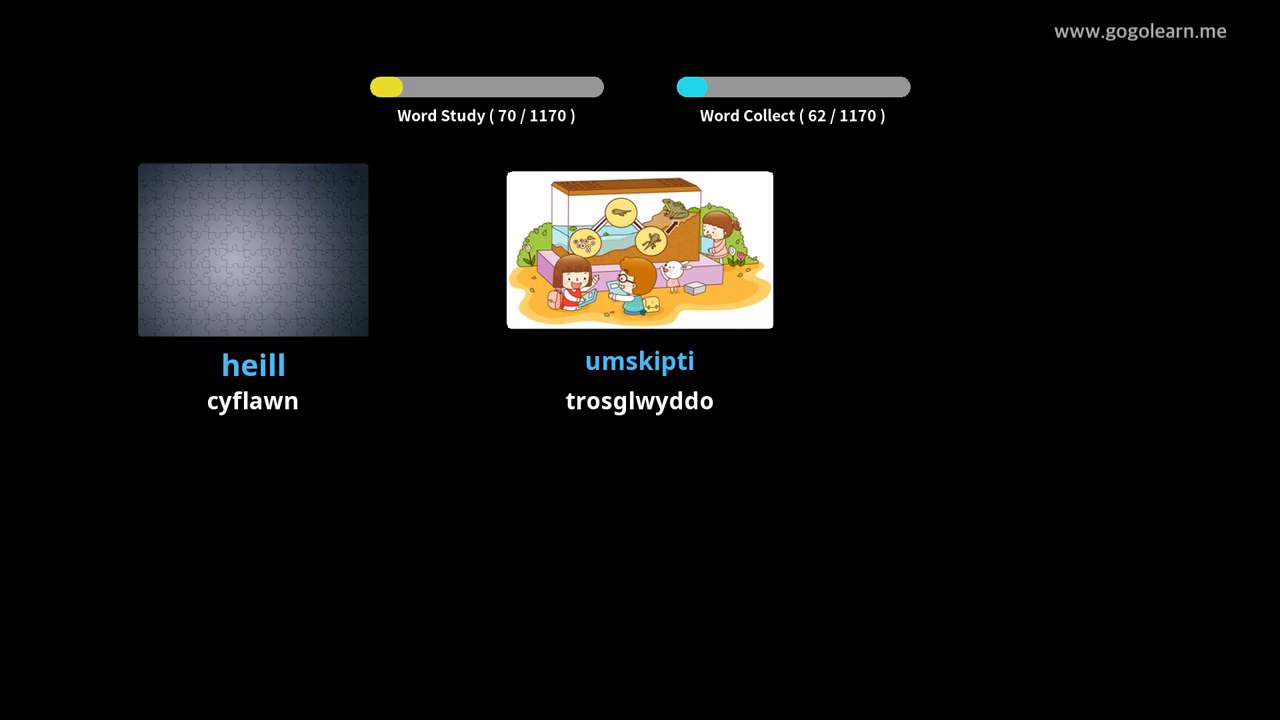 www.gogolearn.me
Word Study ( 70 / 1170 )
Word Collect ( 62 / 1170 )
heill
cyflawn
umskipti
trosglwyddo